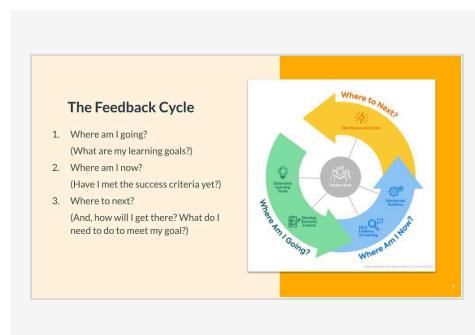 The Feedback Cycle
1. Where am I going?
(What are my learning goals?)
2. Where am I now?
(Have I met the success criteria yet?)
3. Where to next?
(And, how will I get there? What do I
need to do to meet my goal?)
Where to Next?
Take Responsive Action
Determine
Learning
Goals
Student Role
Interpret the
Evidence
Develop
Success
Criteria
Elicit
Evidence
of Learning
Where Am I Going?
Where Am I Now?
7